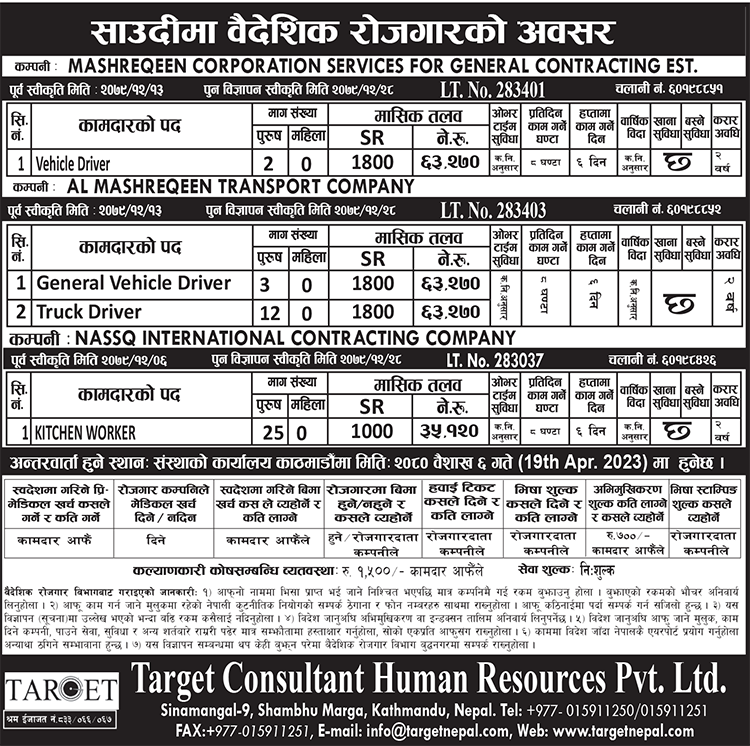 साउदीमा वैदेशिक रोजगारको अवसर
कम्पनी : MASHREQEEN CORPORATION SERVICES FOR GENERAL CONTRACTING EST.
पूर्व स्वीकृति मिति : २०७९/१२/१३ पुन विज्ञापन स्वीकृति मिति २०७९/१२/२८ LT. No. 283401 चलानी नं. ६०१९८८५१
सि. नं. कामदारको पद माग संख्या पुरुष महिला मासिक तलव SR ने.रु. ओभर टाईम सुविधा प्रतिदिन काम गर्ने घण्टा हप्तामा काम गर्ने दिन वार्षिक विदा खाना सुविधा बस्ने सुविधा करार अवधि
1 Vehicle Driver 2 0 1800 ६३.२७० क.नि. अनुसार ८ घण्टा ६ दिन क.नि. अनुसार छ २ वर्ष
कम्पनी : AL MASHREQEEN TRANSPORT COMPANY
पूर्व स्वीकृति मिति : २०७९/१२/१३ पुन विज्ञापन स्वीकृति मिति २०७९/१२/२८ LT. No. 283403 चलानी नं. ६०१९८८५२
सि. नं. कामदारको पद माग संख्या पुरुष महिला मासिक तलव SR ने.रु. ओभर टाईम सुविधा प्रतिदिन काम गर्ने घण्टा हप्तामा काम गर्ने दिन वार्षिक विदा खाना सुविधा बस्ने सुविधा करार अवधि
1 General Vehicle Driver 3 0 1800 ६३.२७० क.नि.अनुसार ८ घण्टा ६ दिन क.नि.अनुसार छ २ वर्ष
2 Truck Driver 12 0 1800 ६३.२७०
कम्पनी : NASSQ INTERNATIONAL CONTRACTING COMPANY
पूर्व स्वीकृति मिति : २०७९/१२/०६ पुन विज्ञापन स्वीकृति मिति २०७९/१२/२८ LT. No. 283037 चलानी नं. ६०१९८४२६
सि. नं. कामदारको पद माग संख्या पुरुष महिला मासिक तलव SR ने.रु. ओभर टाईम सुविधा प्रतिदिन काम गर्ने घण्टा हप्तामा काम गर्ने दिन वार्षिक विदा खाना सुविधा बस्ने सुविधा करार अवधि
1 KITCHEN WORKER 25 0 1000 ३५.१२० क.नि. अनुसार ८ घण्टा ६ दिन क.नि. अनुसार छ २ वर्ष
अन्तरवार्ता हुने स्थानः संस्थाको कार्यालय काठमाडौंमा मितिः २०८० वैशाख ६ गते (19th Apr. 2023) मा हुनेछ ।
स्वदेशमा गरिने प्रि-मेडिकल खर्च कसले गर्ने र कति गर्ने
रोजगार कम्पनिले मेडिकल खर्च दिने / नदिने
स्वदेशमा गरिने बिमा खर्च कस ले व्यहोर्ने र कति लाग्ने
रोजगारमा बिमा हुने/नहुने र कसले व्यहोर्ने
हवाई टिकट कसले दिने र कति लाग्ने
भिषा शुल्क कसले दिने र कति लाग्ने
अभिमुखिकरण शुल्क कति लाग्ने र कसले व्यहोर्ने
भिषा स्टाम्पिङ शुल्क कसले व्यहोर्ने
कामदार आफैं
दिने
कामदार आफैंले
हुने / रोजगारदाता कम्पनीले
रोजगारदाता कम्पनीले
रोजगारदाता कम्पनीले
रु.७००/- कामदार आफैंले
रोजगारदाता कम्पनीले
कल्याणकारी कोषसम्बन्धि व्यवस्थाः रु. १,५००/- कामदार आफैंले सेवा शुल्कः निःशुल्क
वैदेशिक रोजगार विभागबाट गराइएको जानकारी: १) आफ्नो नाममा भिसा प्राप्त भई जाने निश्चित भएपछि मात्र कम्पनिमै गई रकम बुझाउनु होला । बुझाएको रकमको भौचर अनिवार्य
लिनुहोला । २) आफू काम गर्न जाने मुलुकमा रहेको नेपाली कूटनीतिक नियोगको सम्पर्क ठेगाना र फोन नम्बरहरु साथमा राख्नुहोला । आफू कठिनाईमा पर्दा सम्पर्क गर्न सजिलो हुन्छ । ३) यस
विज्ञापन (सूचना)मा उल्लेख भएको भन्दा बढि रकम कसैलाई नदिनुहोला । ४) विदेश जानुअघि अभिमुखिकरण वा इन्डक्सन तालिम अनिवार्य लिनुपर्नेछ । ५) विदेश जानुअघि आफू जाने मुलुक, काम
दिने कम्पनी, पाउने सेवा, सुविधा र अन्य शर्तबारे राम्ररी पढेर मात्र सम्झौतामा हस्ताक्षर गर्नुहोला, सोको एकप्रति आफुसग राख्नुहोला । ६) काममा विदेश जाँदा नेपालकै एयरपोर्ट प्रयोग गर्नुहोला
अन्यथा ठगिने सम्भावाना हुन्छ । ७) यस विज्ञापन सम्बन्धमा थप केही बुझ्न परेमा वैदेशिक रोजगार विभाग बुद्धनगरमा सम्पर्क राख्नुहोला ।
TARGET
श्रम ईजाजत नं.८३३/०६६/०६७
Target Consultant Human Resources Pvt. Ltd.
Sinamangal-9, Shambhu Marga, Kathmandu, Nepal. Tel: +977- 015911250/015911251
FAX:+977-015911251, E-mail: info@targetnepal.com, Web: www.targetnepal.com